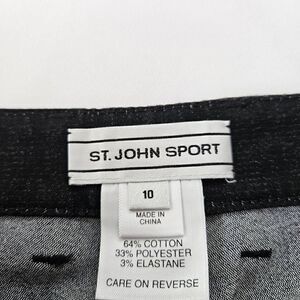 ST. JOHN SPORT
10
MADE IN
CHINA
64% COTTON
33% POLYESTER
3% ELASTANE
CARE ON REVERSE